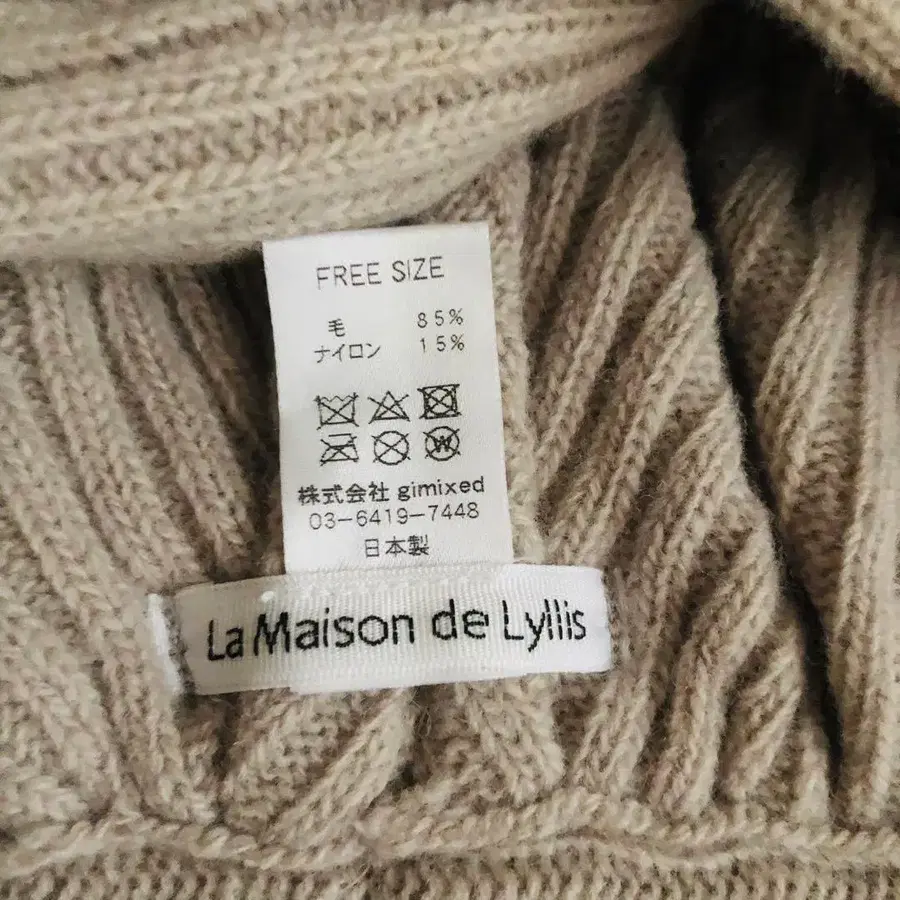 FREE SIZE
毛 85%
ナイロン 15%
W
株式会社 gimixed
03-6419-7448
日本製
La Maison de Lyllis